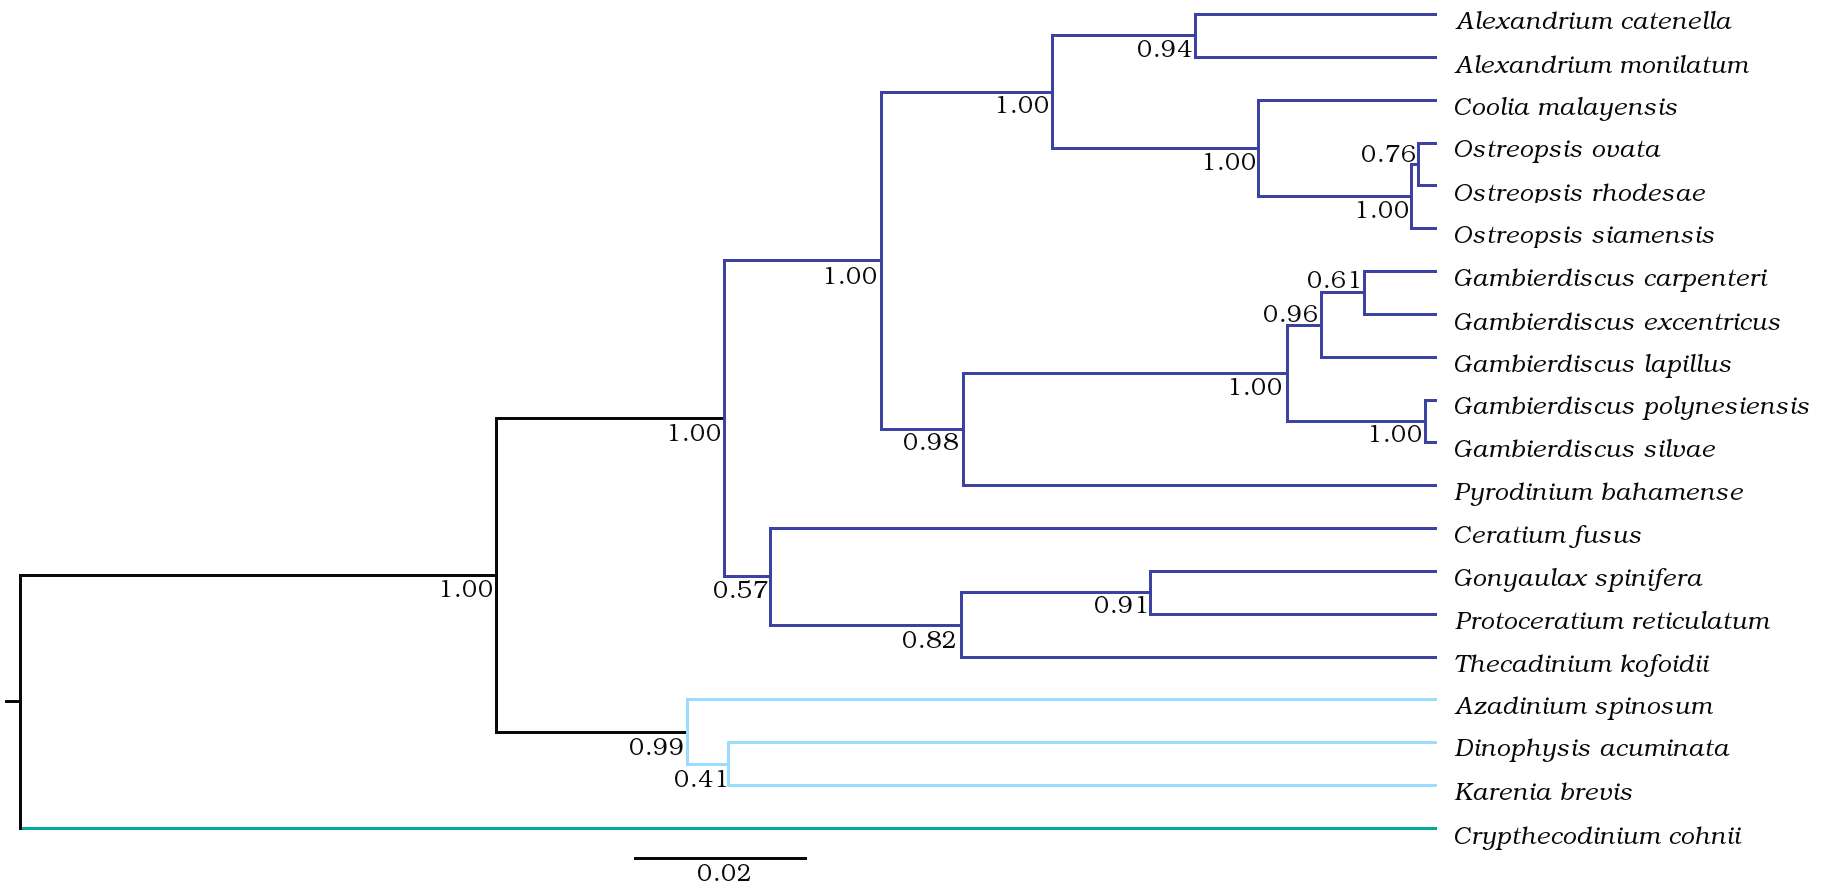 Alexandrium catenella
0.94
Alexandrium monilatum
1.00
Coolia malayensis
0.76
Ostreopsis ovata
1.00
Ostreopsis rhodesae
1.00
Ostreopsis siamensis
1.00
Gambierdiscus carpenteri
0.61
0.96
Gambierdiscus excentricus
Gambierdiscus lapillus
1.00
Gambierdiscus polynesiensis
1.00
1.00
0.98
Gambierdiscus silvae
Pyrodinium bahamense
Ceratium fusus
Gonyaulax spinifera
1.00
0.57
0.91
Protoceratium reticulatum
0.82
Thecadinium kofoidii
Azadinium spinosum
0.99
Dinophysis acuminata
0.41
Karenia brevis
Crypthecodinium cohnii
0.02